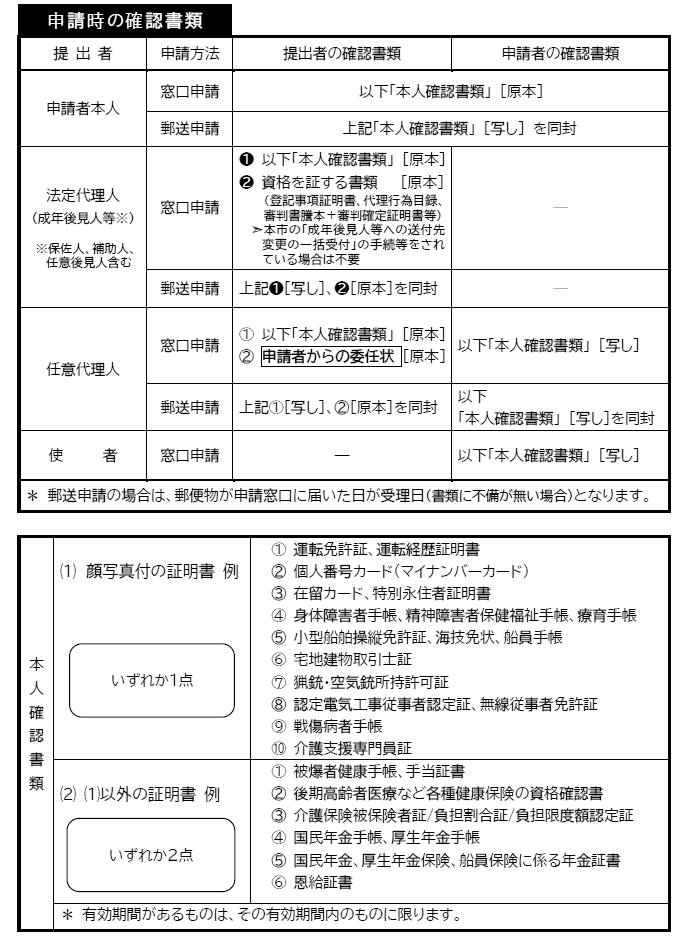 申請時の確認書類
提出者 申請方法 提出者の確認書類 申請者の確認書類
申請者本人
窓口申請 以下「本人確認書類」[原本]
郵送申請 上記「本人確認書類」[写し]を同封
法定代理人
(成年後見人等※)
※保佐人、補助人、
任意後見人含む
窓口申請
❶ 以下「本人確認書類」[原本]
❷ 資格を証する書類 [原本]
(登記事項証明書、代理行為目録、
審判書謄本+審判確定証明書等)
➣本市の「成年後見人等への送付先
変更の一括受付」の手続等をされ
ている場合は不要
―
郵送申請 上記❶[写し]、❷[原本]を同封 ―
任意代理人
窓口申請
① 以下「本人確認書類」[原本]
② 申請者からの委任状 [原本]
以下「本人確認書類」[写し]
郵送申請 上記①[写し]、②[原本]を同封
以下
「本人確認書類」[写し]を同封
使者 窓口申請 ― 以下「本人確認書類」[写し]
* 郵送申請の場合は、郵便物が申請窓口に届いた日が受理日(書類に不備が無い場合)となります。
本人確認書類
⑴ 顔写真付の証明書 例
いずれか1点
① 運転免許証、運転経歴証明書
② 個人番号カード(マイナンバーカード)
③ 在留カード、特別永住者証明書
④ 身体障害者手帳、精神障害者保健福祉手帳、療育手帳
⑤ 小型船舶操縦免許証、海技免状、船員手帳
⑥ 宅地建物取引士証
⑦ 猟銃・空気銃所持許可証
⑧ 認定電気工事従事者認定証、無線従事者免許証
⑨ 戦傷病者手帳
⑩ 介護支援専門員証
⑵ ⑴以外の証明書 例
いずれか2点
① 被爆者健康手帳、手当証書
② 後期高齢者医療など各種健康保険の資格確認書
③ 介護保険被保険者証/負担割合証/負担限度額認定証
④ 国民年金手帳、厚生年金手帳
⑤ 国民年金、厚生年金保険、船員保険に係る年金証書
⑥ 恩給証書
* 有効期間があるものは、その有効期間内のものに限ります。